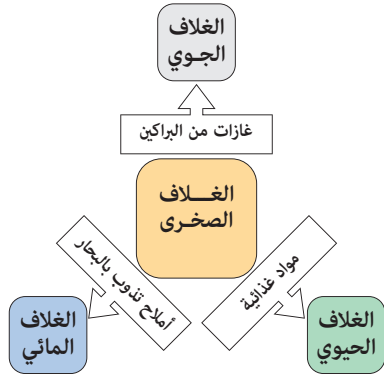 الغلاف
الجوي
غازات من البراكين
الغلاف
الصخرى
أملاح تذوب بالبحار
مواد غذائية
الغلاف
المائي
الغلاف
الحيوي